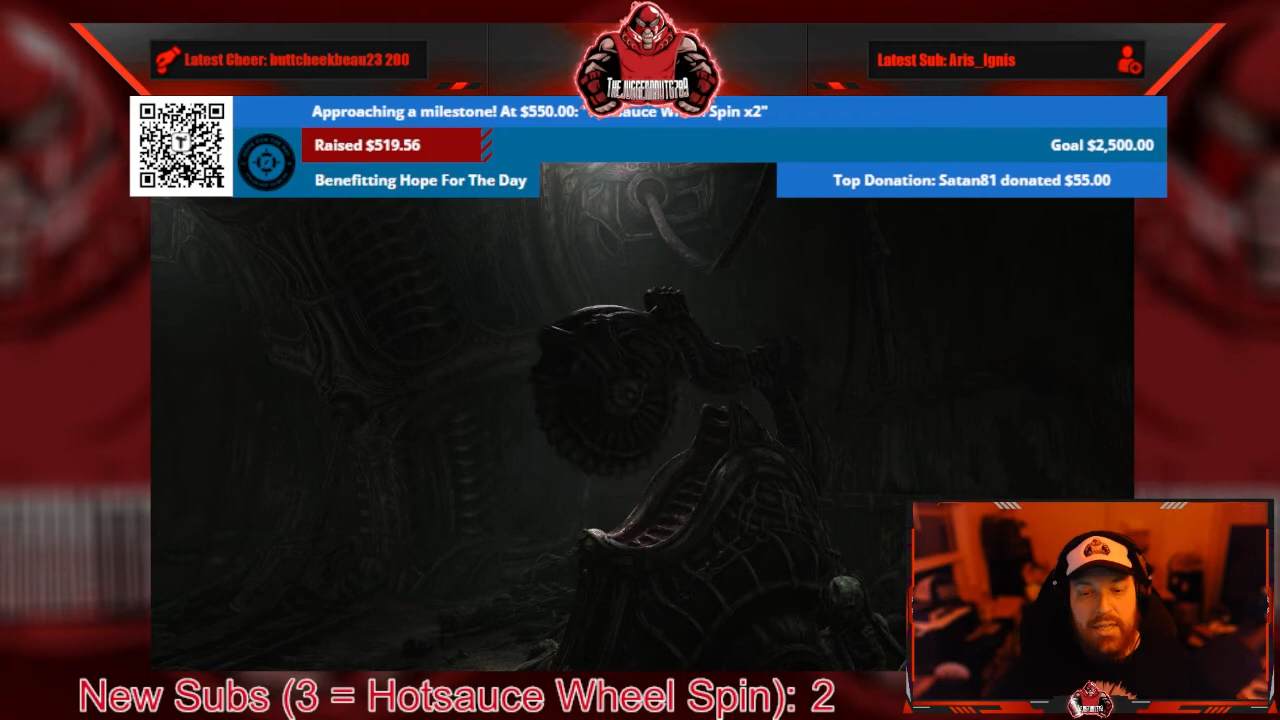 Latest Cheer: buttcheekbeau23 200
THEJUGGERNAUT6789
Latest Sub: Aris_Ignis
Approaching a milestone! At $550.00: Spin x2"
Raised $519.56
Goal $2,500.00
Benefitting Hope For The Day
Top Donation: Satan81 donated $55.00
New Subs (3 = Hotsauce Wheel Spin): 2